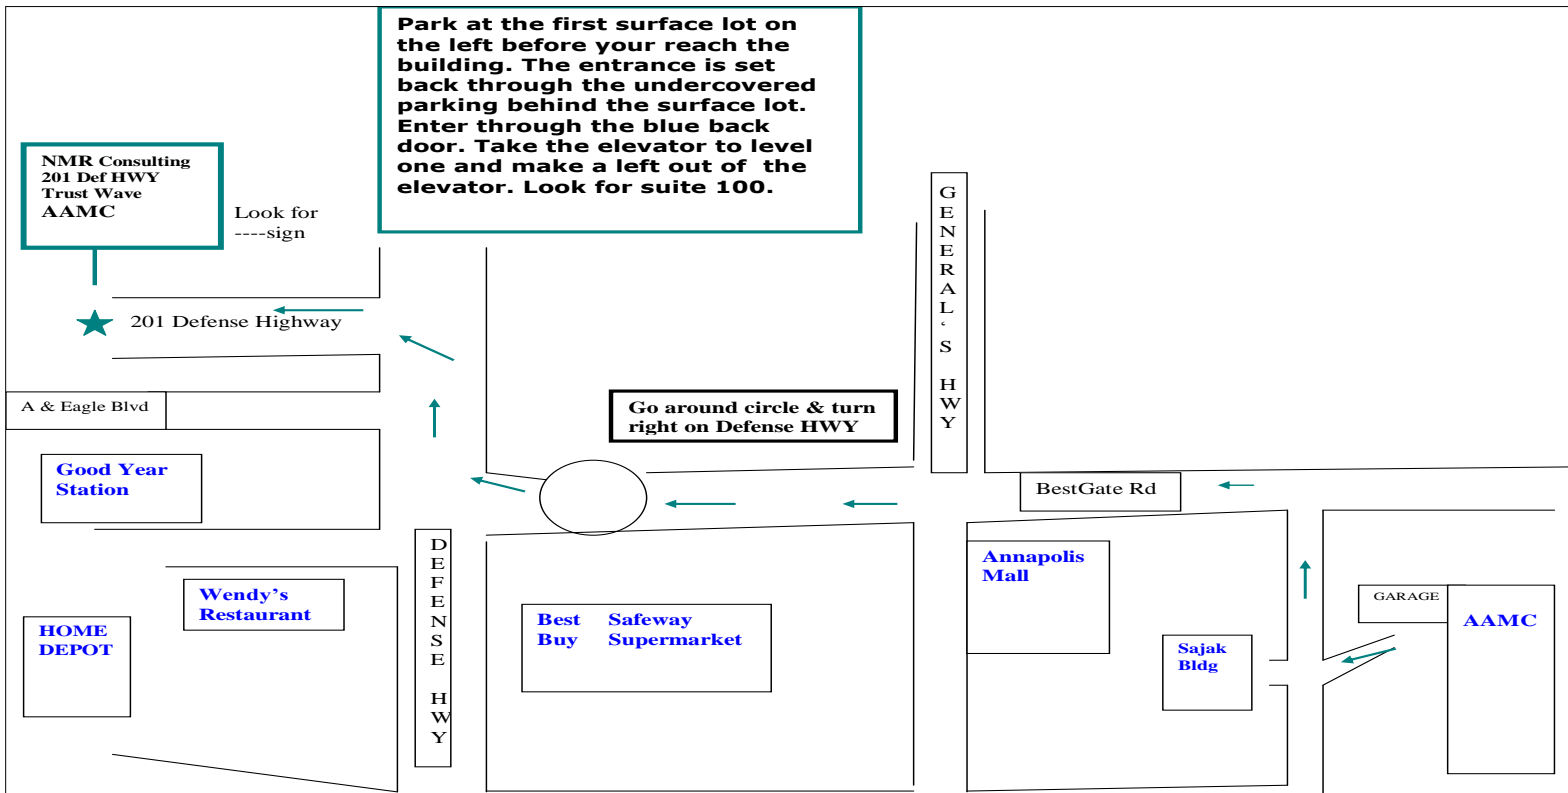 Park at the first surface lot on
the left before your reach the
building. The entrance is set
back through the undercovered
parking behind the surface lot.
Enter through the blue back
door. Take the elevator to level
one and make a left out of  the
elevator. Look for suite 100.
NMR Consulting
201 Def HWY
Trust Wave
AAMC
Look for
----sign
GENERAL‘S HWY
201 Defense Highway
A & Eagle Blvd
Go around circle & turn
right on Defense HWY
Good Year
Station
BestGate Rd
DEFENSE HWY
Annapolis
Mall
Wendy’s
Restaurant
GARAGE
AAMC
HOME
DEPOT
Best Safeway
Buy Supermarket
Sajak
Bldg